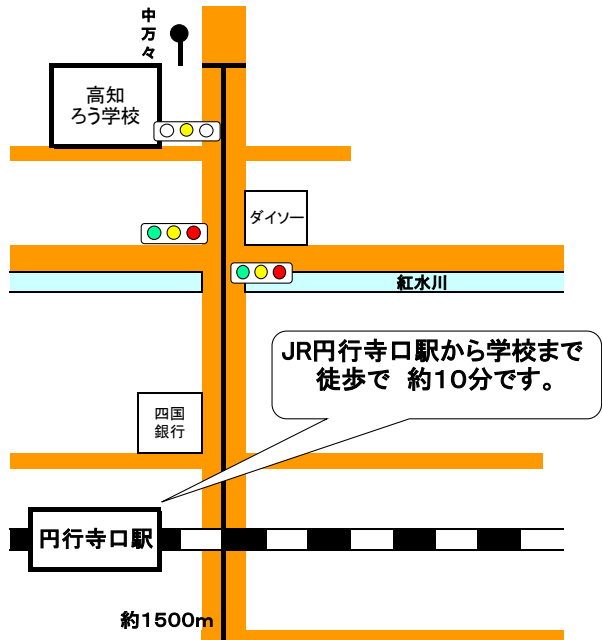 中万々
高知
ろう学校
ダイソー
紅水川
JR円行寺口駅から学校まで
徒歩で 約10分です。
四国
銀行
円行寺口駅
約1500m